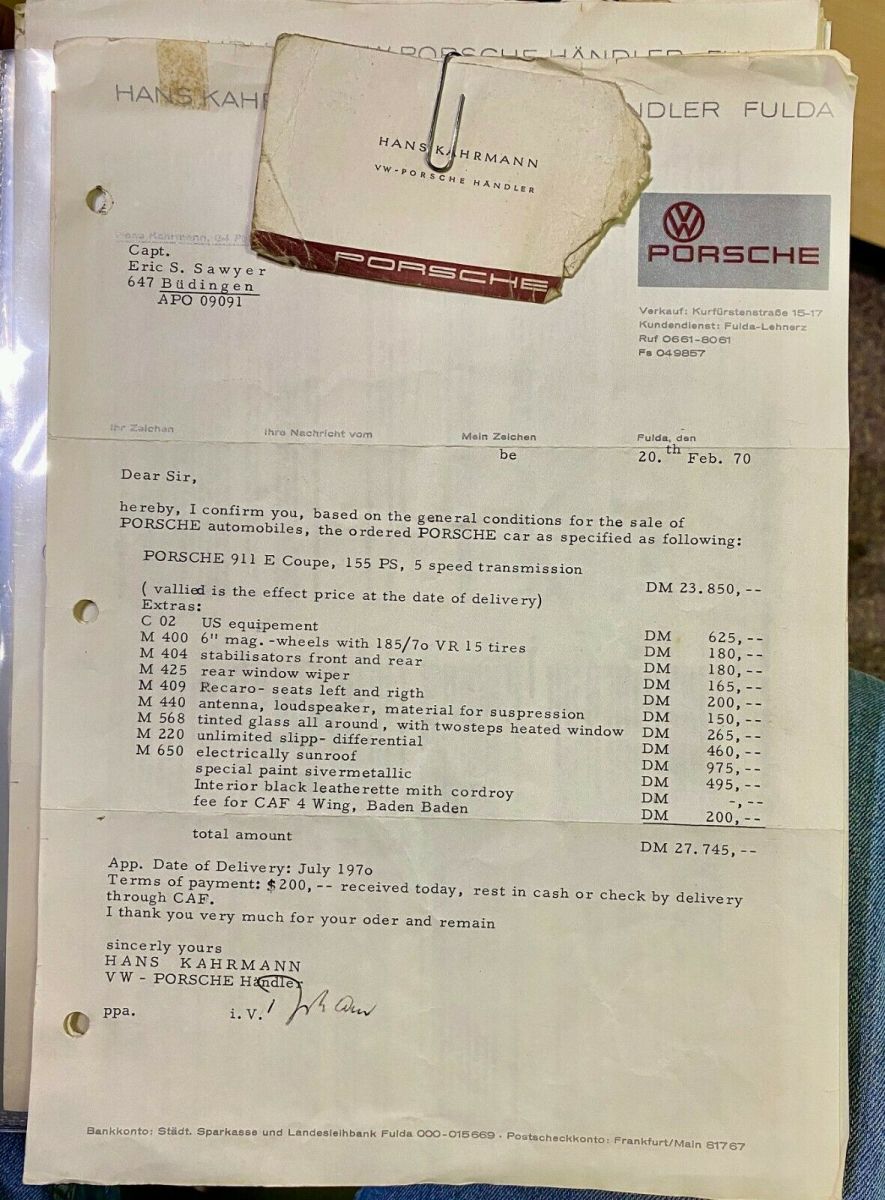 PORSCHE HÄNDLER FULDA
HANS KAHR NDLER FULDA
HANS KAHRMANN
VW-PORSCHE HÄNDLER
PORSCHE
VW
PORSCHE
Hans Kahrmann, 64
Capt.
Eric S. Sawyer
647 Büdingen
APO 09091
Verkauf: Kurfürstenstraße 15-17
Kundendienst: Fulda-Lehnerz
Ruf 0661-8061
Fs 049857
Ihr Zeichen Ihre Nachricht vom Mein Zeichen Fulda, den
be 20.th Feb. 70
Dear Sir,
hereby, I confirm you, based on the general conditions for the sale of
PORSCHE automobiles, the ordered PORSCHE car as specified as following:
PORSCHE 911 E Coupe, 155 PS, 5 speed transmission
DM 23.850,--
( vallied is the effect price at the date of delivery)
Extras:
C 02 US equipement DM 625,--
M 400 6" mag.-wheels with 185/7o VR 15 tires DM 180,--
M 404 stabilisators front and rear DM 180,--
M 425 rear window wiper DM 165,--
M 409 Recaro- seats left and rigth DM 200,--
M 440 antenna, loudspeaker, material for suspression DM 150,--
M 568 tinted glass all around, with twosteps heated window DM 265,--
M 220 unlimited slipp- differential DM 460,--
M 650 electrically sunroof DM 975,--
special paint sivermetallic DM 495,--
Interior black leatherette mith cordroy DM -,--
fee for CAF 4 Wing, Baden Baden DM 200,--
total amount DM 27.745,--
App. Date of Delivery: July 197o
Terms of payment: $200,-- received today, rest in cash or check by delivery
through CAF.
I thank you very much for your oder and remain
sincerly yours
HANS KAHRMANN
VW - PORSCHE Händler
ppa. i. V.
Bankkonto: Städt. Sparkasse und Landesleihbank Fulda 000-015669 · Postscheckkonto: Frankfurt/Main 81767